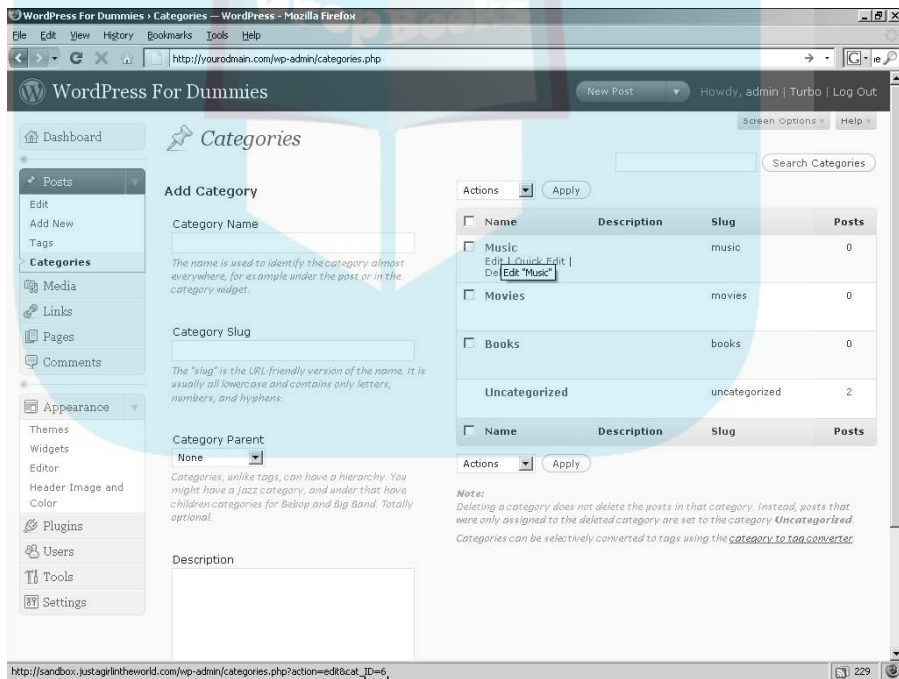 WordPress For Dummies › Categories — WordPress - Mozilla Firefox
File Edit View History Bookmarks Tools Help
http://yourodmain.com/wp-admin/categories.php
WordPress For Dummies
New Post
Howdy, admin | Turbo | Log Out
Screen Options
Help
Dashboard
Posts
Edit
Add New
Tags
Categories
Media
Links
Pages
Comments
Appearance
Themes
Widgets
Editor
Header Image and
Color
Plugins
Users
Tools
Settings
Categories
Search Categories
Add Category
Category Name
The name is used to identify the category almost
everywhere, for example under the post or in the
category widget.
Category Slug
The "slug" is the URL-friendly version of the name. It is
usually all lowercase and contains only letters,
numbers, and hyphens.
Category Parent
None
Categories, unlike tags, can have a hierarchy. You
might have a Jazz category, and under that have
children categories for Bebop and Big Band. Totally
optional.
Description
Actions Apply
Name Description Slug Posts
Music music 0
Edit | Quick Edit |
Edit "Music"
Movies movies 0
Books books 0
Uncategorized uncategorized 2
Name Description Slug Posts
Actions Apply
Note:
Deleting a category does not delete the posts in that category. Instead, posts that
were only assigned to the deleted category are set to the category Uncategorized.
Categories can be selectively converted to tags using the category to tag converter.
http://sandbox.justagirlintheworld.com/wp-admin/categories.php?action=edit&cat_ID=6
229